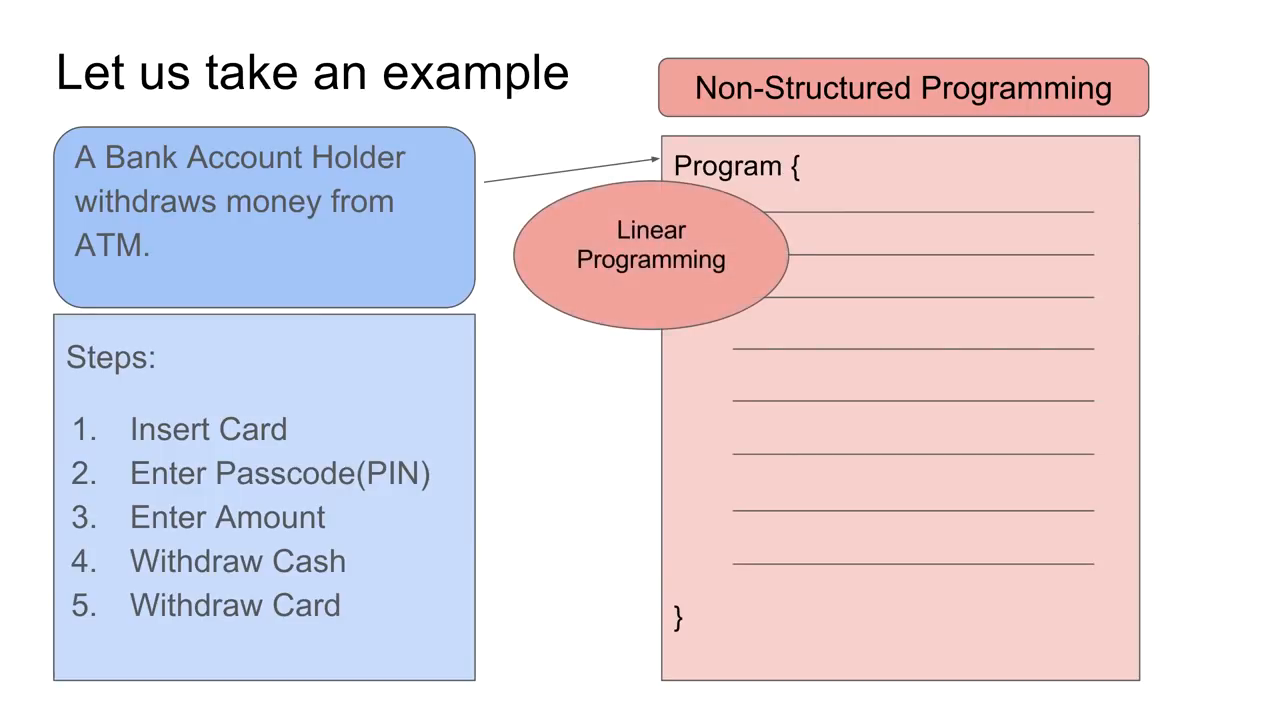 Let us take an example
A Bank Account Holder
withdraws money from
ATM.
Steps:
1. Insert Card
2. Enter Passcode(PIN)
3. Enter Amount
4. Withdraw Cash
5. Withdraw Card
Non-Structured Programming
Program {
Linear
Programming
}